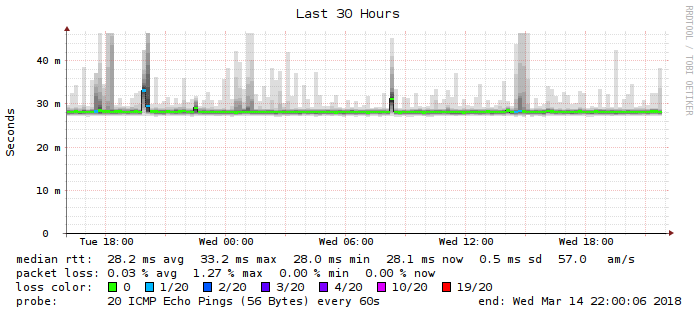 Last 30 Hours
RRDTOOL / TOBI OETIKER
Seconds
40 m
30 m
20 m
10 m
0
Tue 18:00 Wed 00:00 Wed 06:00 Wed 12:00 Wed 18:00
median rtt: 28.2 ms avg 33.2 ms max 28.0 ms min 28.1 ms now 0.5 ms sd 57.0 am/s
packet loss: 0.03 % avg 1.27 % max 0.00 % min 0.00 % now
loss color: 0 1/20 2/20 3/20 4/20 10/20 19/20
probe: 20 ICMP Echo Pings (56 Bytes) every 60s end: Wed Mar 14 22:00:06 2018